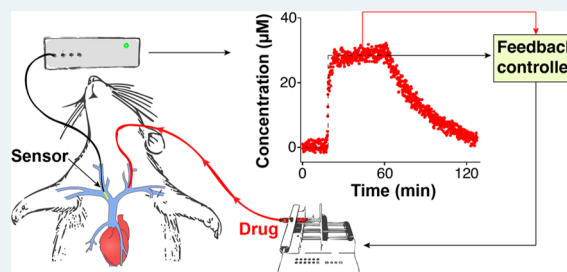 Concentration (µM)
40
20
0
0
60
120
Time (min)
Feedback
controlle
Sensor
Drug